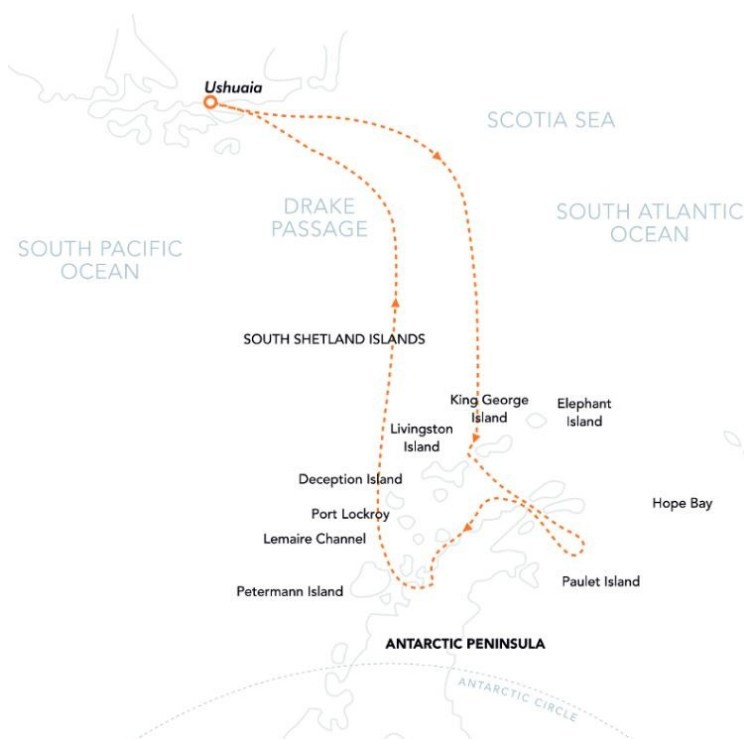 Ushuaia
SCOTIA SEA
DRAKE
PASSAGE
SOUTH ATLANTIC
OCEAN
SOUTH PACIFIC
OCEAN
SOUTH SHETLAND ISLANDS
King George
Island
Elephant
Island
Livingston
Island
Deception Island
Hope Bay
Port Lockroy
Lemaire Channel
Paulet Island
Petermann Island
ANTARCTIC PENINSULA
ANTARCTIC CIRCLE